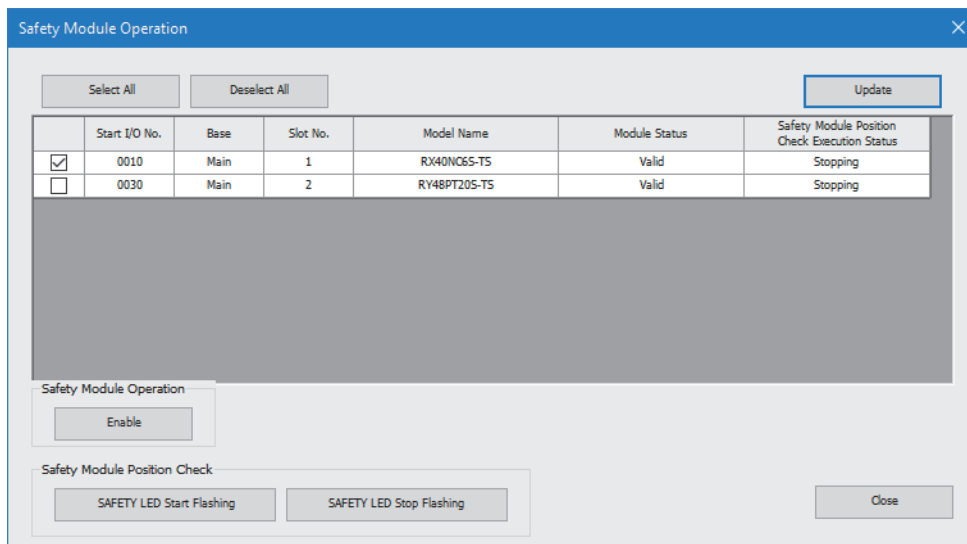 Safety Module Operation
Select All Deselect All Update
Start I/O No. Base Slot No. Model Name Module Status Safety Module Position
Check Execution Status
0010 Main 1 RX40NC6S-TS Valid Stopping
0030 Main 2 RY48PT20S-TS Valid Stopping
Safety Module Operation
Enable
Safety Module Position Check
SAFETY LED Start Flashing SAFETY LED Stop Flashing Close